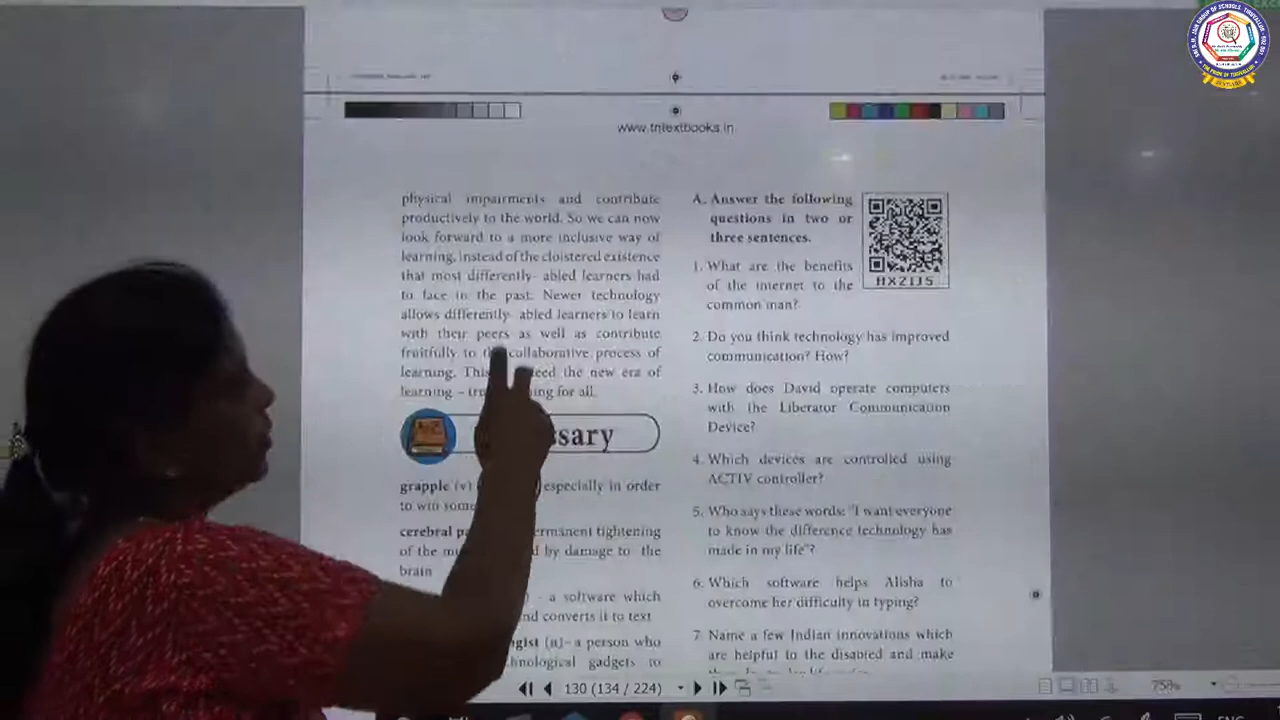 www.tntextbooks.in
physical impairments and contribute
productively to the world. So we can now
look forward to a more inclusive way of
learning, instead of the cloistered existence
that most differently- abled learners had
to face in the past. Newer technology
allows differently- abled learners to learn
with their peers as well as contribute
fruitfully to collaborative process of
learning. This the new era of
learning – for all.
grapple (v) especially in order
to win
cerebral tightening
of the by damage to the
brain
- a software which
and converts it to text
(n)– a person who
gadgets to
A. Answer the following
questions in two or
three sentences.
HXZ1J5
1. What are the benefits
of the internet to the
common man?
2. Do you think technology has improved
communication? How?
3. How does David operate computers
with the Liberator Communication
Device?
4. Which devices are controlled using
ACTIV controller?
5. Who says these words: "I want everyone
to know the difference technology has
made in my life"?
6. Which software helps Alisha to
overcome her difficulty in typing?
7. Name a few Indian innovations which
are helpful to the disabled and make
130 (134 / 224)
75%
ENG